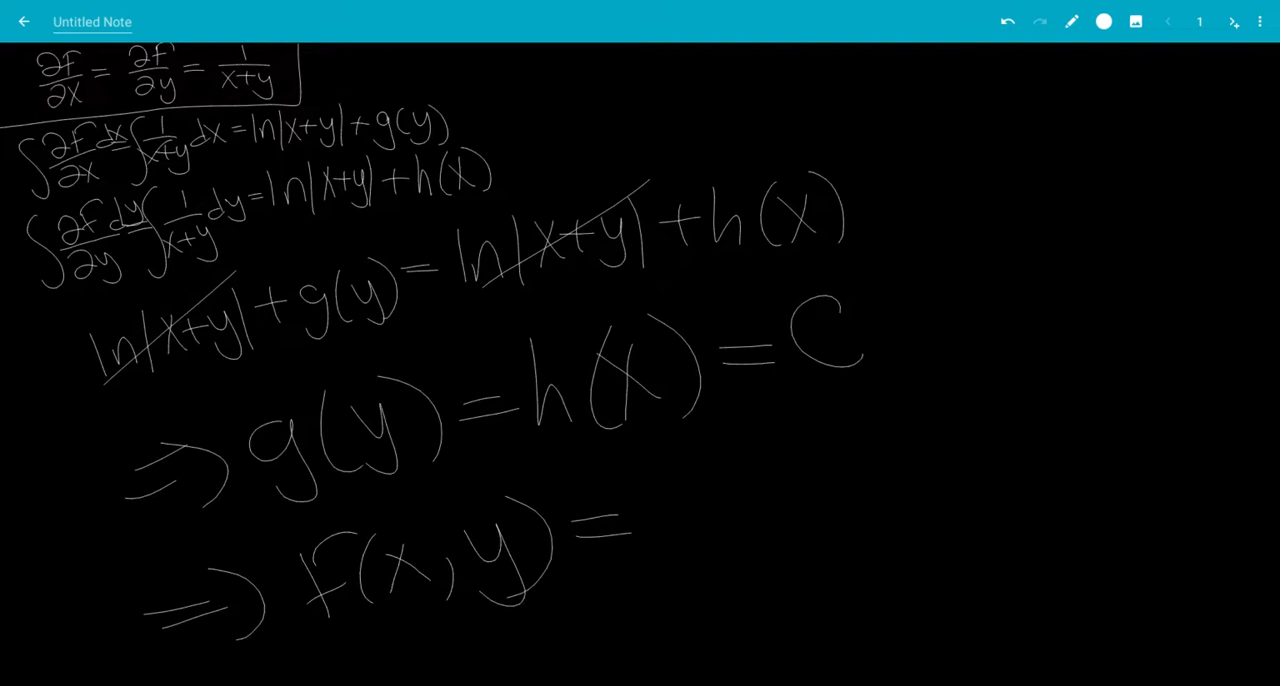 Untitled Note
1
∂F/∂x = ∂F/∂y = 1/(x+y)
∫ ∂F/∂x dx = ∫ 1/(x+y) dx = ln|x+y| + g(y)
∫ ∂F/∂y dy = ∫ 1/(x+y) dy = ln|x+y| + h(x)
ln|x+y| + g(y) = ln|x+y| + h(x)
⇒ g(y) = h(x) = C
⇒ F(x,y) =